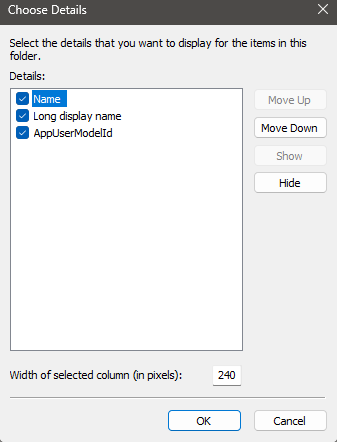 Choose Details
Select the details that you want to display for the items in this
folder.
Details:
Name
Long display name
AppUserModelId
Move Up
Move Down
Show
Hide
Width of selected column (in pixels): 240
OK
Cancel